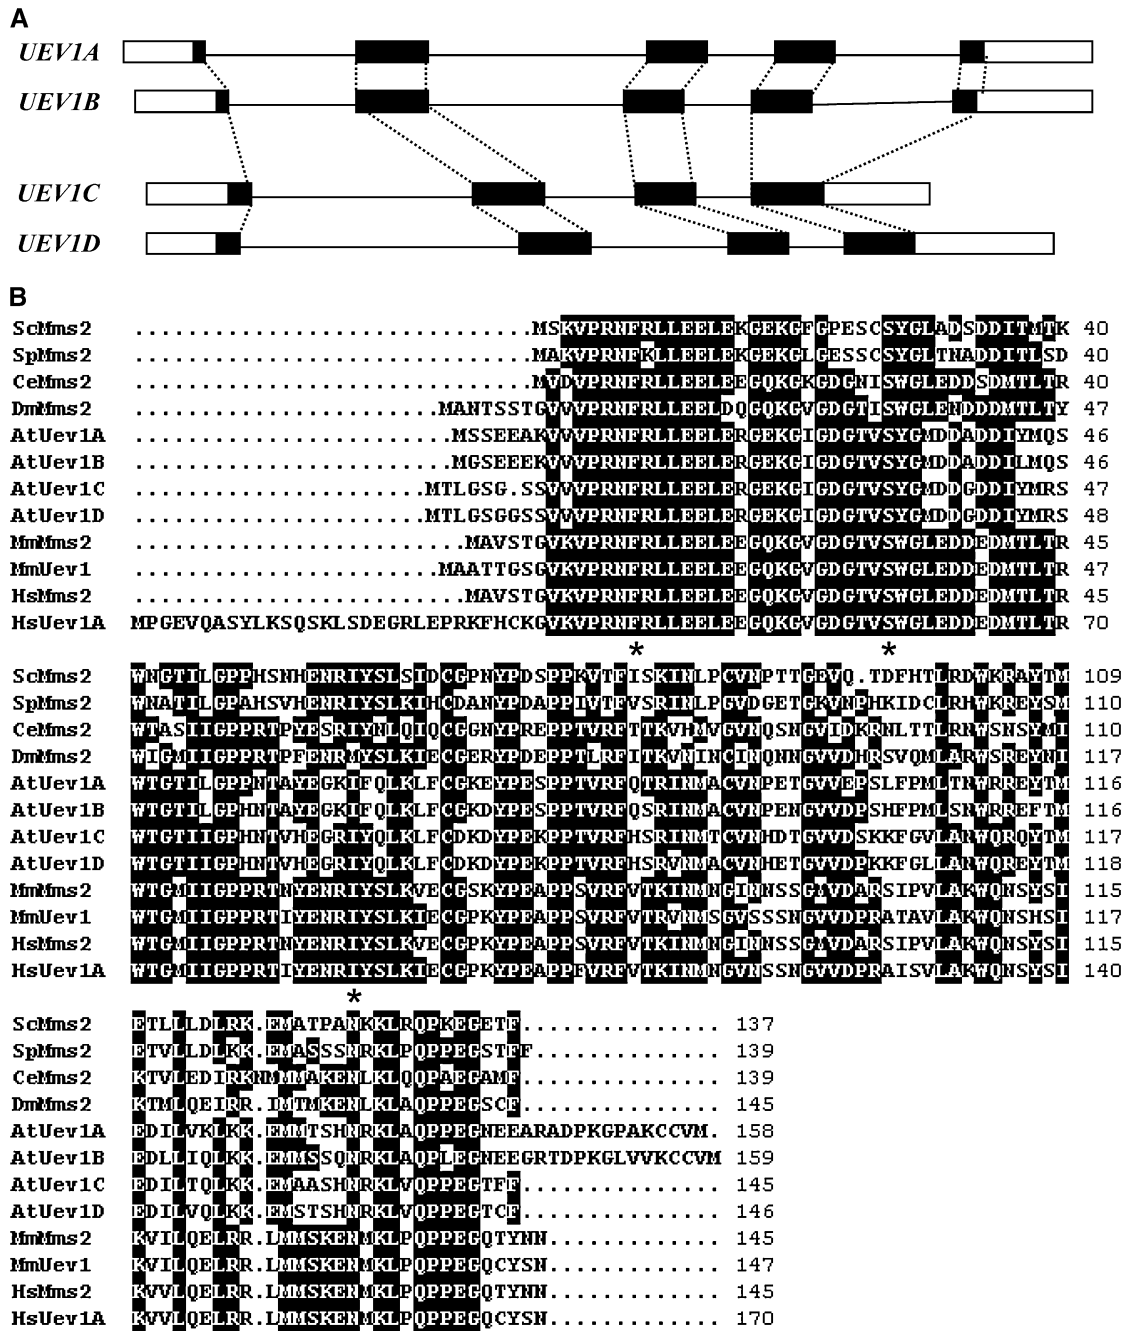 A
UEV1A
UEV1B
UEV1C
UEV1D
B
ScMms2 ..............................MSKVPRNFRLLEELEKGEKGFGPESCSYGLADSDDITMTK 40
SpMms2 ..............................MAKVPRNFKLLEELEKGEKGLGESSCSYGLTNADDITLSD 40
CeMms2 ..............................MVDVPRNFRLLEELEEGQKGKGDGNISWGLEDDSDMTLTR 40
DmMms2 .......................MANTSSTGVVVPRNFRLLEELDQGQKGVGDGTISWGLENDDDMTLTY 47
AtUev1A ........................MSSEEAKVVVPRNFRLLEELERGEKGIGDGTVSYGMDDADDIYMQS 46
AtUev1B ........................MGSEEEKVVVPRNFRLLEELERGEKGIGDGTVSYGMDDADDILMQS 46
AtUev1C ......................MTLGSG.SSVVVPRNFRLLEELERGEKGIGDGTVSYGMDDGDDIYMRS 47
AtUev1D ......................MTLGSGGSSVVVPRNFRLLEELERGEKGIGDGTVSYGMDDGDDIYMRS 48
MmMms2 .........................MAVSTGVKVPRNFRLLEELEEGQKGVGDGTVSWGLEDDEDMTLTR 45
MmUev1 .......................MAATTGSGVKVPRNFRLLEELEEGQKGVGDGTVSWGLEDDEDMTLTR 47
HsMms2 .........................MAVSTGVKVPRNFRLLEELEEGQKGVGDGTVSWGLEDDEDMTLTR 45
HsUev1A MPGEVQASYLKSQSKLSDEGRLEPRKFHCKGVKVPRNFRLLEELEEGQKGVGDGTVSWGLEDDEDMTLTR 70
* *
ScMms2 WNGTILGPPHSNHENRIYSLSIDCGPNYPDSPPKVTFISKINLPCVNPTTGEVQ.TDFHTLRDWKRAYTM 109
SpMms2 WNATILGPAHSVHENRIYSLKIHCDANYPDAPPIVTFVSRINLPGVDGETGKVNPHKIDCLRHWKREYSM 110
CeMms2 WTASIIGPPRTPYESRIYNLQIQCGGNYPREPPTVRFTTKVHMVGVNQSNGVIDKRNLTTLRNWSNSYMI 110
DmMms2 WIGMIIGPPRTPFENRMYSLKIECGERYPDEPPTLRFITKVNINCINQNNGVVDHRSVQMLARWSREYNI 117
AtUev1A WTGTILGPPNTAYEGKIFQLKLFCGKEYPESPPTVRFQTRINMACVNPETGVVEPSLFPMLTNWRREYTM 116
AtUev1B WTGTILGPHNTAYEGKIFQLKLFCGKDYPESPPTVRFQSRINMACVNPENGVVDPSHFPMLSNWRREFTM 116
AtUev1C WTGTIIGPHNTVHEGRIYQLKLFCDKDYPEKPPTVRFHSRINMTCVNHDTGVVDSKKFGVLANWQRQYTM 117
AtUev1D WTGTIIGPHNTVHEGRIYQLKLFCDKDYPEKPPTVRFHSRVNMACVNHETGVVDPKKFGLLANWQREYTM 118
MmMms2 WTGMIIGPPRTNYENRIYSLKVECGSKYPEAPPSVRFVTKINMNGINNSSGMVDARSIPVLAKWQNSYSI 115
MmUev1 WTGMIIGPPRTIYENRIYSLKIECGPKYPEAPPSVRFVTRVNMSGVSSSNGVVDPRATAVLAKWQNSHSI 117
HsMms2 WTGMIIGPPRTNYENRIYSLKVECGPKYPEAPPSVRFVTKINMNGINNSSGMVDARSIPVLAKWQNSYSI 115
HsUev1A WTGMIIGPPRTIYENRIYSLKIECGPKYPEAPPFVRFVTKINMNGVNSSNGVVDPRAISVLAKWQNSYSI 140
*
ScMms2 ETLLLDLRK.EMATPANKKLRQPKEGETF............... 137
SpMms2 ETVLLDLKK.EMASSSNRKLPQPPEGSTFF.............. 139
CeMms2 KTVLEDIRKNMMMAKENLKLQQPAEGAMF............... 139
DmMms2 KTMLQEIRR.IMTMKENLKLAQPPEGSCF............... 145
AtUev1A EDILVKLKK.EMMTSHNRKLAQPPEGNEEARADPKGPAKCCVM. 158
AtUev1B EDLLIQLKK.EMMSSQNRKLAQPLEGNEEGRTDPKGLVVKCCVM 159
AtUev1C EDILTQLKK.EMAASHNRKLVQPPEGTFF............... 145
AtUev1D EDILVQLKK.EMSTSHNRKLVQPPEGTCF............... 146
MmMms2 KVILQELRR.LMMSKENMKLPQPPEGQTYNN............. 145
MmUev1 KVILQELRR.LMMSKENMKLPQPPEGQCYSN............. 147
HsMms2 KVVLQELRR.LMMSKENMKLPQPPEGQTYNN............. 145
HsUev1A KVVLQELRR.LMMSKENMKLPQPPEGQCYSN............. 170